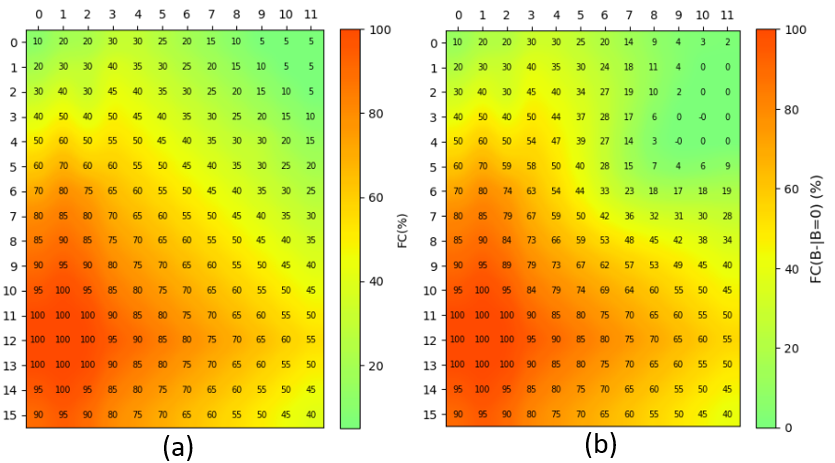 0 1 2 3 4 5 6 7 8 9 10 11
0 10 20 20 30 30 25 20 15 10 5 5 5
1 20 30 30 40 35 30 25 20 15 10 5 5
2 30 40 30 45 40 35 30 25 20 15 10 5
3 40 50 40 50 45 40 35 30 25 20 15 10
4 50 60 50 55 50 45 40 35 30 30 20 15
5 60 70 60 60 55 50 45 40 35 30 25 20
6 70 80 75 65 60 55 50 45 40 35 30 25
7 80 85 80 70 65 60 55 50 45 40 35 30
8 85 90 85 75 70 65 60 55 50 45 40 35
9 90 95 90 80 75 70 65 60 55 50 45 40
10 95 100 95 85 80 75 70 65 60 55 50 45
11 100 100 100 90 85 80 75 70 65 60 55 50
12 100 100 100 95 90 85 80 75 70 65 60 55
13 100 100 100 90 85 80 75 70 65 60 55 50
14 95 100 95 85 80 75 70 65 60 55 50 45
15 90 95 90 80 75 70 65 60 55 50 45 40
100
80
60
40
20
FC(%)
(a)
0 1 2 3 4 5 6 7 8 9 10 11
0 10 20 20 30 30 25 20 14 9 4 3 2
1 20 30 30 40 35 30 24 18 11 4 0 0
2 30 40 30 45 40 34 27 19 10 2 0 0
3 40 50 40 50 44 37 28 17 6 0 -0 0
4 50 60 50 54 47 39 27 14 3 -0 0 0
5 60 70 59 58 50 40 28 15 7 4 6 9
6 70 80 74 63 54 44 33 23 18 17 18 19
7 80 85 79 67 59 50 42 36 32 31 30 28
8 85 90 84 73 66 59 53 48 45 42 38 34
9 90 95 89 79 73 67 62 57 53 49 45 40
10 95 100 95 84 79 74 69 64 60 55 50 45
11 100 100 100 90 85 80 75 70 65 60 55 50
12 100 100 100 95 90 85 80 75 70 65 60 55
13 100 100 100 90 85 80 75 70 65 60 55 50
14 95 100 95 85 80 75 70 65 60 55 50 45
15 90 95 90 80 75 70 65 60 55 50 45 40
100
80
60
40
20
0
FC(B-|B=0) (%)
(b)